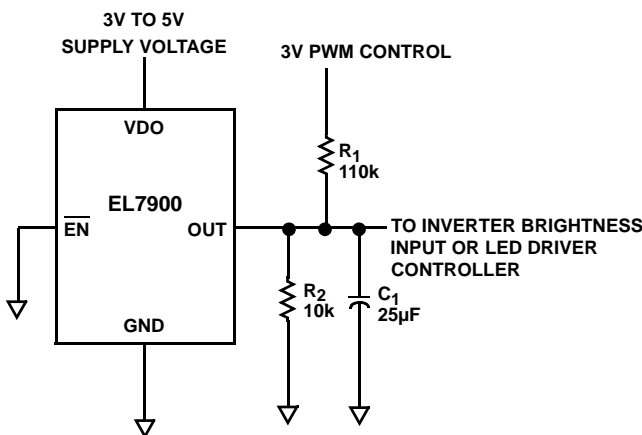 3V TO 5V
SUPPLY VOLTAGE
3V PWM CONTROL
VDO
R1
110k
EL7900
EN
OUT
TO INVERTER BRIGHTNESS
INPUT OR LED DRIVER
CONTROLLER
R2
10k
C1
25µF
GND